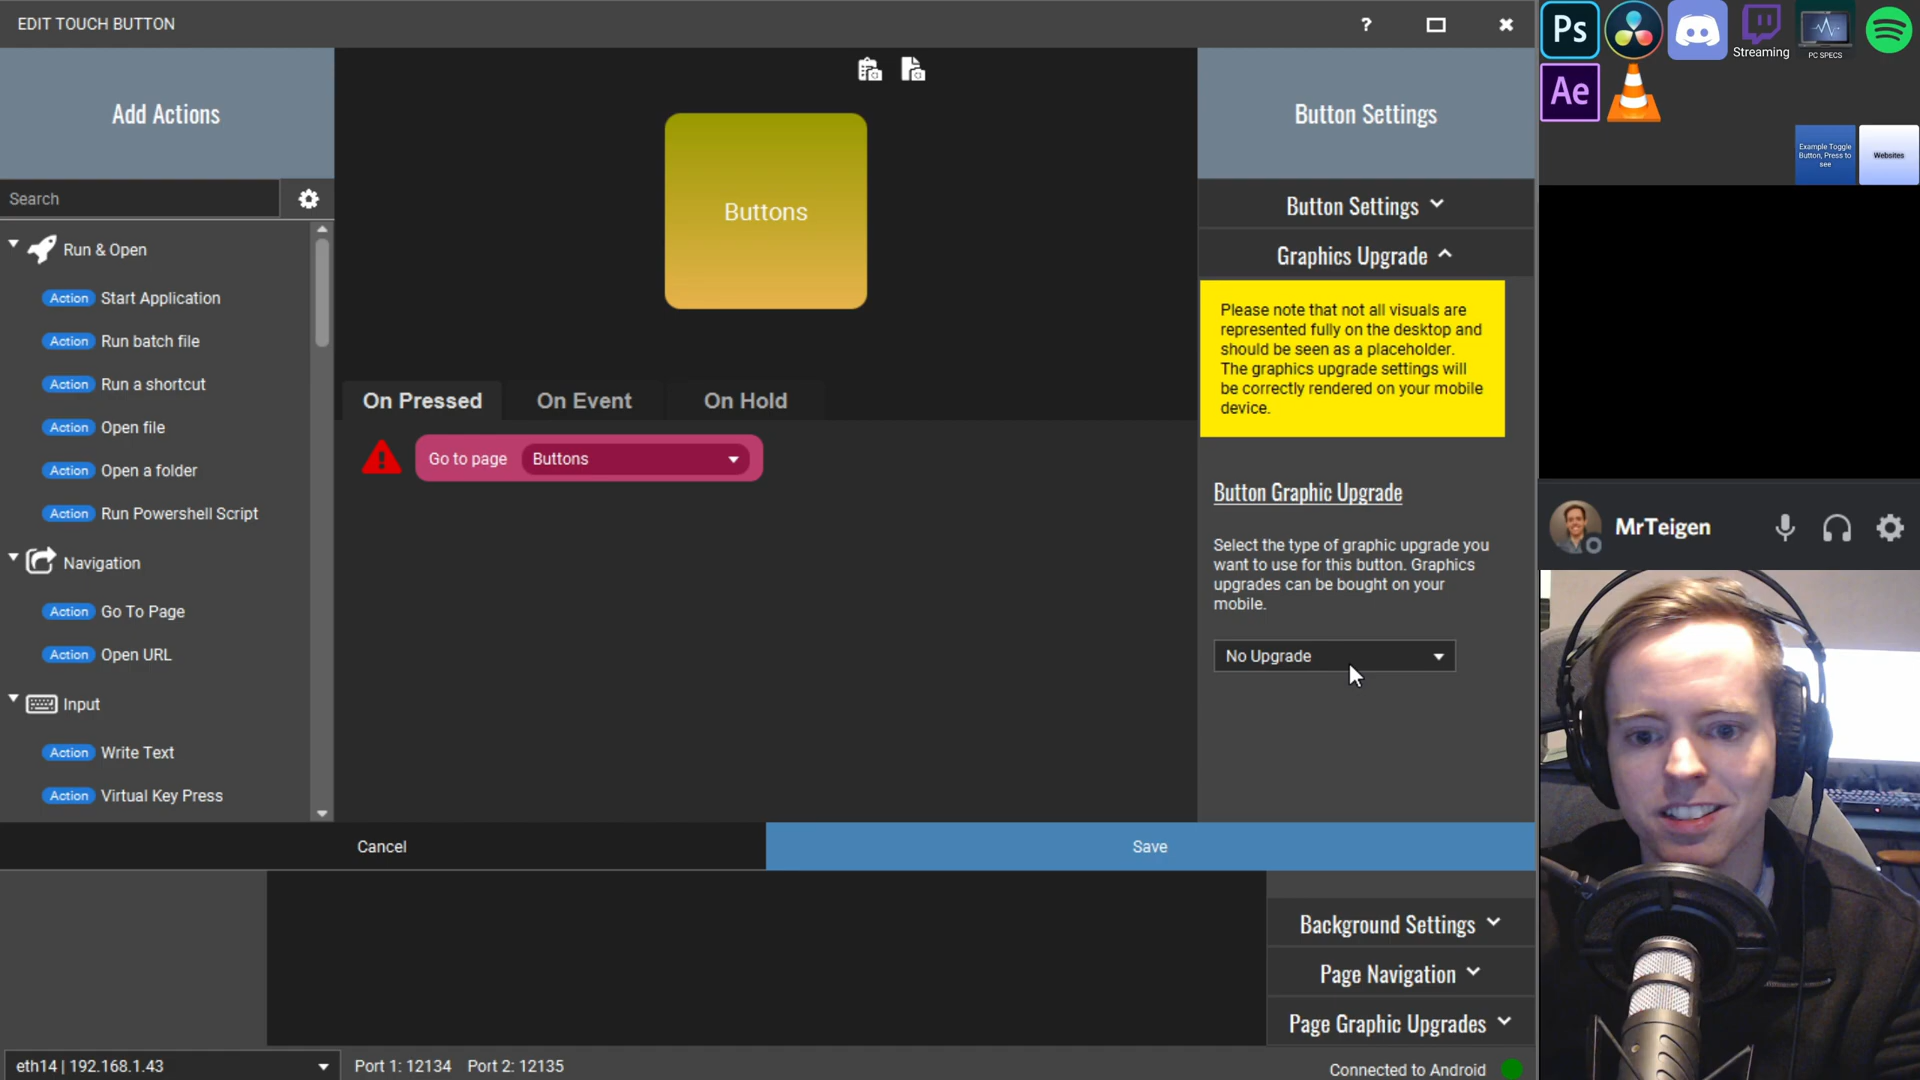 EDIT TOUCH BUTTON
?
Add Actions
Button Settings
Search
Run & Open
Action Start Application
Action Run batch file
Action Run a shortcut
Action Open file
Action Open a folder
Action Run Powershell Script
Navigation
Action Go To Page
Action Open URL
Input
Action Write Text
Action Virtual Key Press
Buttons
On Pressed
On Event
On Hold
Go to page Buttons
Button Settings
Graphics Upgrade
Please note that not all visuals are
represented fully on the desktop and
should be seen as a placeholder.
The graphics upgrade settings will
be correctly rendered on your mobile
device.
Button Graphic Upgrade
Select the type of graphic upgrade you
want to use for this button. Graphics
upgrades can be bought on your
mobile.
No Upgrade
Cancel
Save
Background Settings
Page Navigation
Page Graphic Upgrades
eth14 | 192.168.1.43
Port 1: 12134 Port 2: 12135
Connected to Android
Ps
Streaming
PC SPECS
Ae
Example Toggle
Button, Press to
see
Websites
MrTeigen